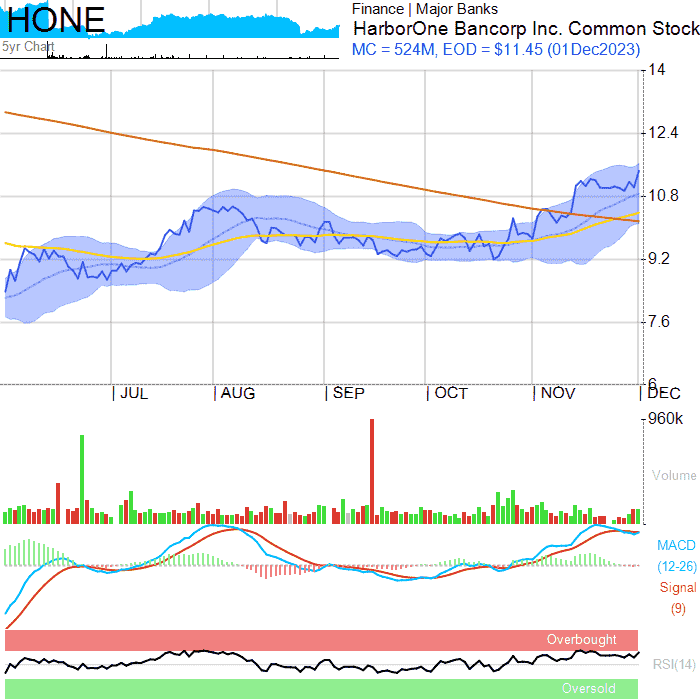 HONE
5yr Chart
Finance | Major Banks
HarborOne Bancorp Inc. Common Stock
MC = 524M, EOD = $11.45 (01Dec2023)
14
12.4
10.8
9.2
7.6
6
JUL AUG SEP OCT NOV DEC
960k
Volume
MACD
(12-26)
Signal
(9)
Overbought
RSI(14)
Oversold